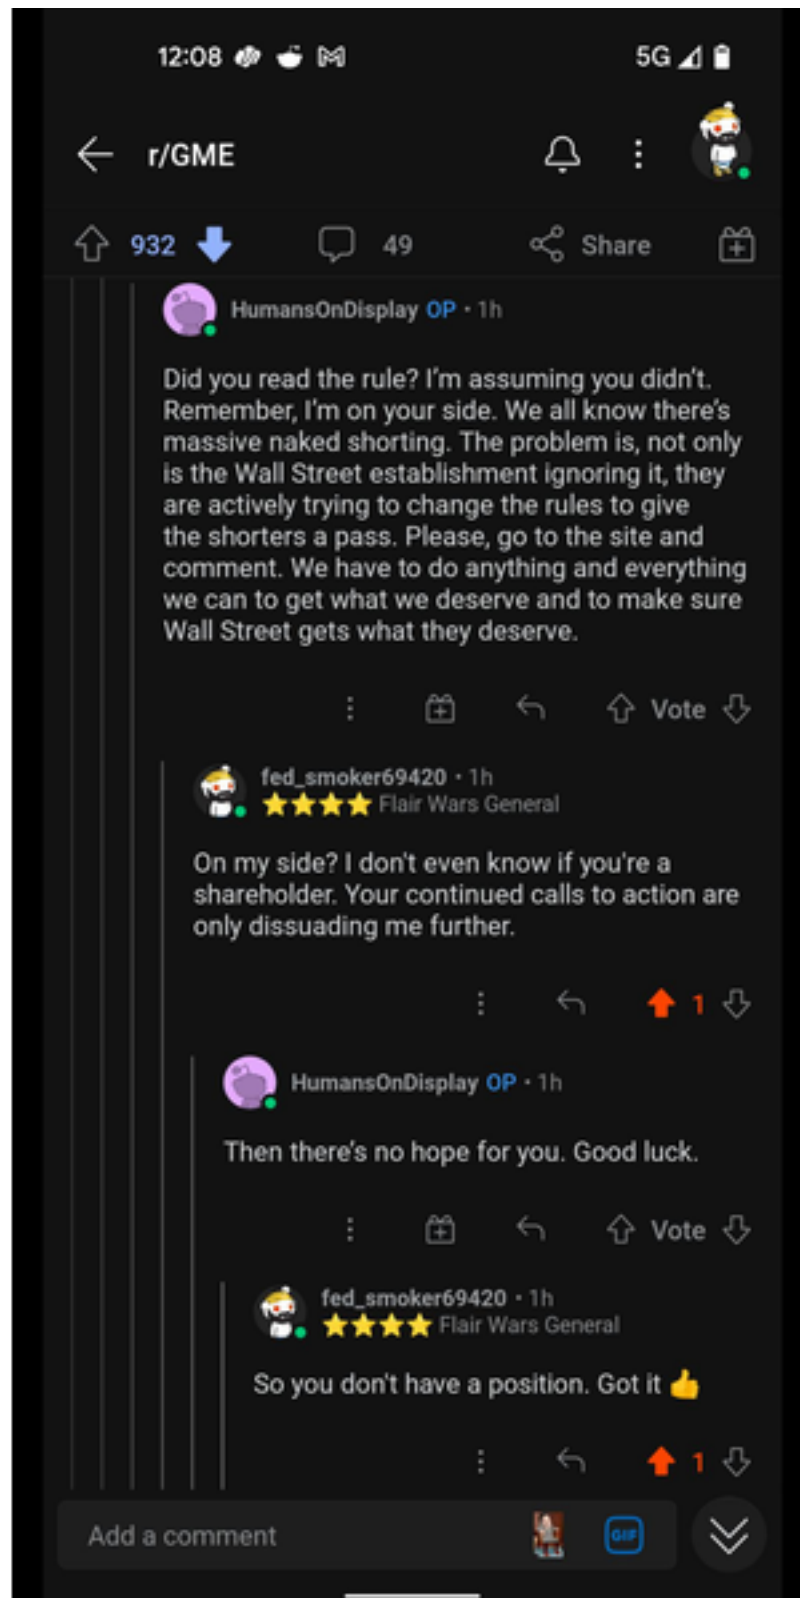 12:08
5G
r/GME
932
49
Share
HumansOnDisplay OP • 1h
Did you read the rule? I'm assuming you didn't.
Remember, I'm on your side. We all know there's
massive naked shorting. The problem is, not only
is the Wall Street establishment ignoring it, they
are actively trying to change the rules to give
the shorters a pass. Please, go to the site and
comment. We have to do anything and everything
we can to get what we deserve and to make sure
Wall Street gets what they deserve.
Vote
fed_smoker69420 • 1h
⭐⭐⭐⭐ Flair Wars General
On my side? I don't even know if you're a
shareholder. Your continued calls to action are
only dissuading me further.
1
HumansOnDisplay OP • 1h
Then there's no hope for you. Good luck.
Vote
fed_smoker69420 • 1h
⭐⭐⭐⭐ Flair Wars General
So you don't have a position. Got it 👍
1
Add a comment
GIF